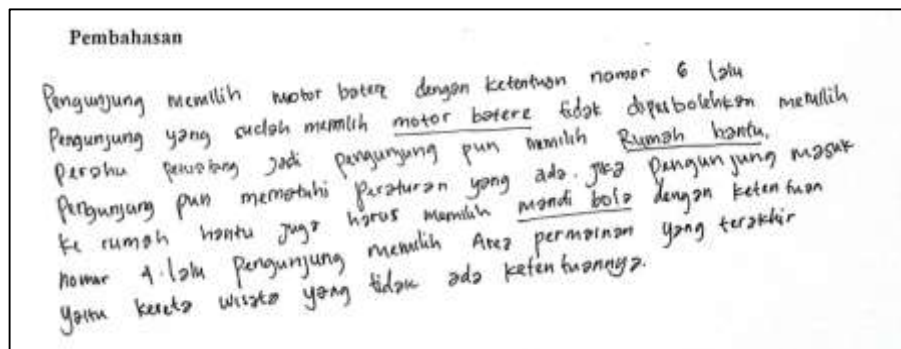 Pembahasan
Pengunjung memilih motor batere dengan ketentuan nomor 6 lalu
Pengunjung yang sudah memilih motor batere tidak diperbolehkan memilih
perahu jadi pengunjung pun memilih Rumah hantu,
Pengunjung pun mematuhi peraturan yang ada. jika pengunjung masuk
ke rumah hantu juga harus memilih mandi bola dengan ketentuan
nomor 4. lalu pengunjung memilih Area permainan yang terakhir
yaitu kereta wisata yang tidak ada ketentuannya.